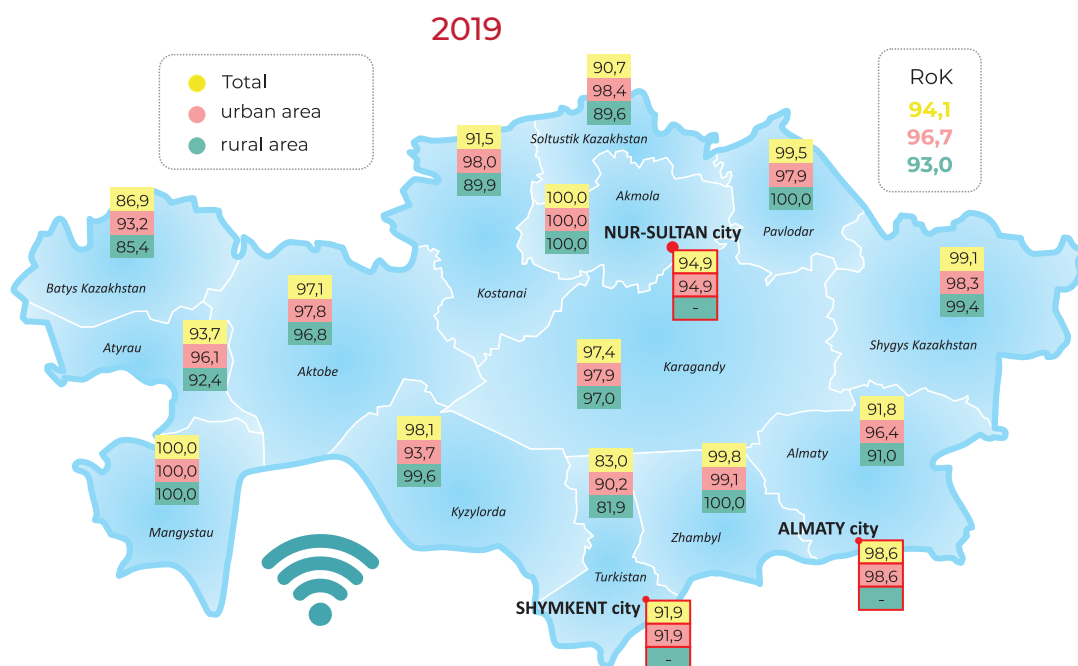 2019
Total
urban area
rural area
RoK
94,1
96,7
93,0
90,7
98,4
89,6
Soltustik Kazakhstan
91,5
98,0
89,9
Kostanai
99,5
97,9
100,0
Pavlodar
100,0
100,0
100,0
Akmola
NUR-SULTAN city
94,9
94,9
-
86,9
93,2
85,4
Batys Kazakhstan
99,1
98,3
99,4
Shygys Kazakhstan
97,1
97,8
96,8
Aktobe
93,7
96,1
92,4
Atyrau
97,4
97,9
97,0
Karagandy
91,8
96,4
91,0
Almaty
98,1
93,7
99,6
Kyzylorda
100,0
100,0
100,0
Mangystau
83,0
90,2
81,9
Turkistan
99,8
99,1
100,0
Zhambyl
ALMATY city
98,6
98,6
-
SHYMKENT city
91,9
91,9
-